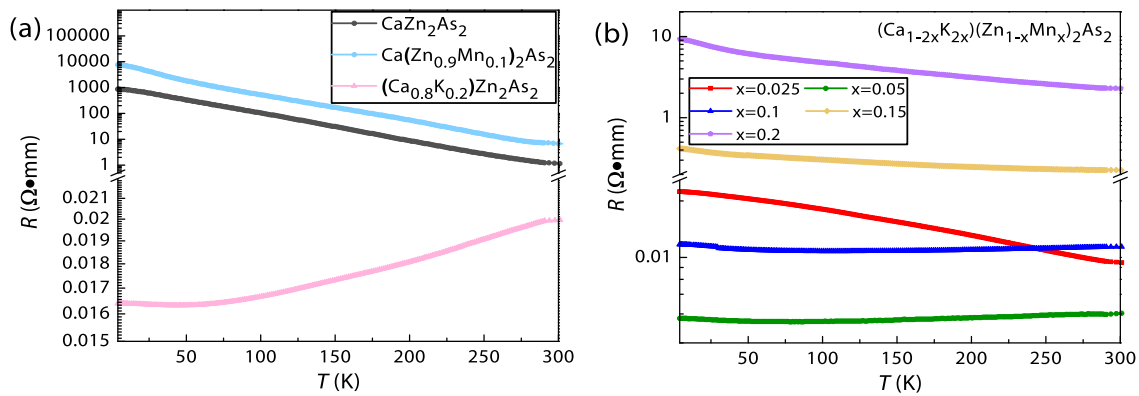 (a)
CaZn₂As₂
Ca(Zn₀.₉Mn₀.₁)₂As₂
(Ca₀.₈K₀.₂)Zn₂As₂
100000
10000
1000
100
10
1
0.021
0.02
0.019
0.018
0.017
0.016
0.015
R (Ω•mm)
50 100 150 200 250 300
T (K)
(b)
(Ca₁₋₂ₓK₂ₓ)(Zn₁₋ₓMnₓ)₂As₂
x=0.025 x=0.05
x=0.1 x=0.15
x=0.2
10
1
0.01
R (Ω•mm)
50 100 150 200 250 300
T (K)